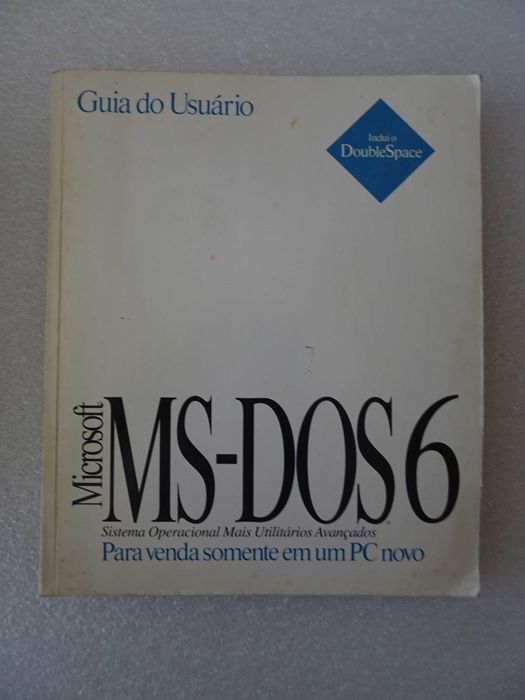 Guia do Usuário
Inclui o
DoubleSpace
Microsoft
MS-DOS 6
Sistema Operacional Mais Utilitários Avançados
Para venda somente em um PC novo